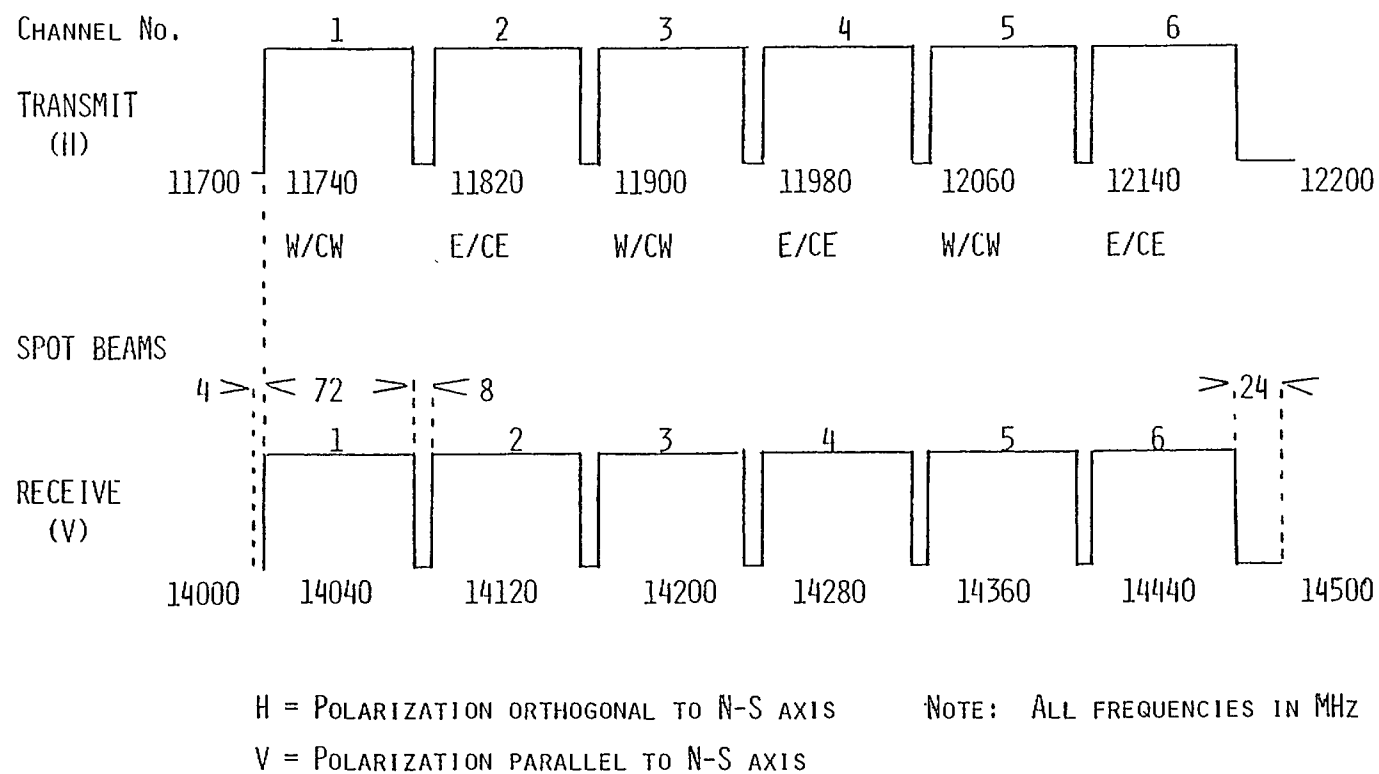 CHANNEL NO. 1 2 3 4 5 6
TRANSMIT
(H)
11700 11740 11820 11900 11980 12060 12140 12200
W/CW E/CE W/CW E/CE W/CW E/CE
SPOT BEAMS
4 > < 72 > < 8 > 24 <
1 2 3 4 5 6
RECEIVE
(V)
14000 14040 14120 14200 14280 14360 14440 14500
H = POLARIZATION ORTHOGONAL TO N-S AXIS NOTE: ALL FREQUENCIES IN MHz
V = POLARIZATION PARALLEL TO N-S AXIS